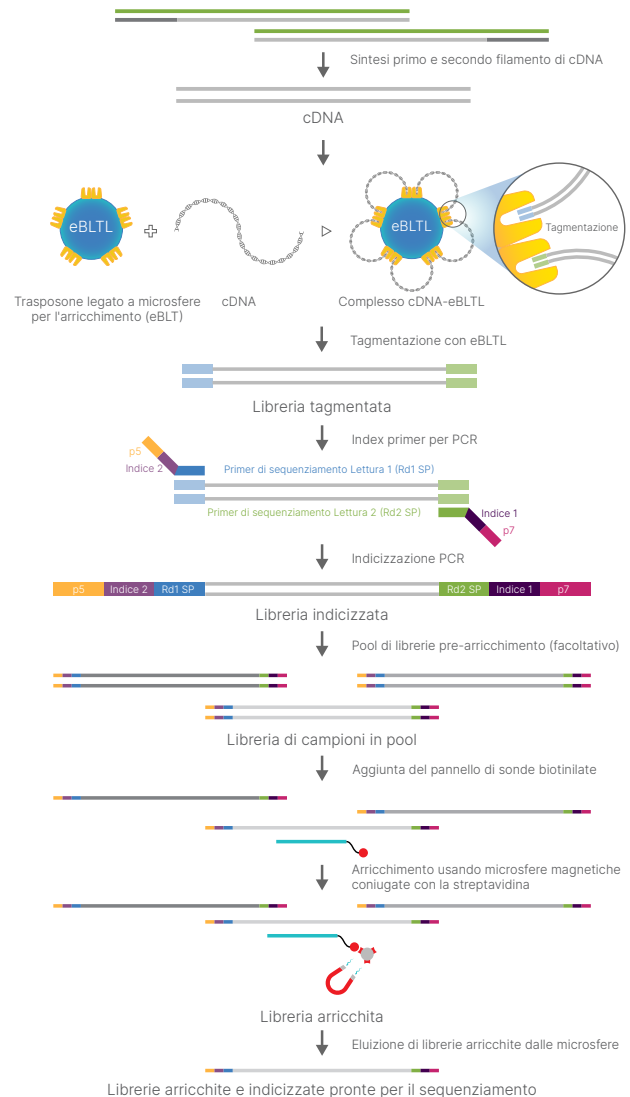 Sintesi primo e secondo filamento di cDNA
cDNA
eBLTL
eBLTL
Tagmentazione
Trasposone legato a microsfere
per l'arricchimento (eBLT)
cDNA
Complesso cDNA-eBLTL
Tagmentazione con eBLTL
Libreria tagmentata
Index primer per PCR
p5
Indice 2
Primer di sequenziamento Lettura 1 (Rd1 SP)
Primer di sequenziamento Lettura 2 (Rd2 SP)
Indice 1
p7
Indicizzazione PCR
p5 Indice 2 Rd1 SP Rd2 SP Indice 1 p7
Libreria indicizzata
Pool di librerie pre-arricchimento (facoltativo)
Libreria di campioni in pool
Aggiunta del pannello di sonde biotinilate
Arricchimento usando microsfere magnetiche
coniugate con la streptavidina
Libreria arricchita
Eluizione di librerie arricchite dalle microsfere
Librerie arricchite e indicizzate pronte per il sequenziamento